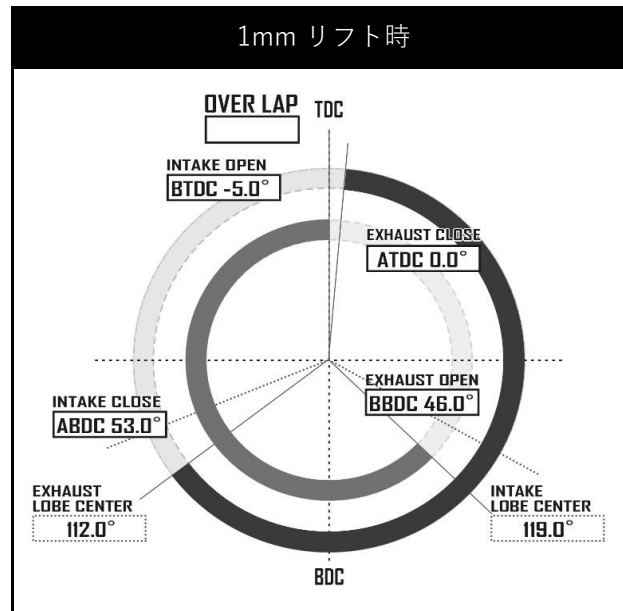 1mm リフト時
OVER LAP
TDC
INTAKE OPEN
BTDC -5.0°
EXHAUST CLOSE
ATDC 0.0°
EXHAUST OPEN
BBDC 46.0°
INTAKE CLOSE
ABDC 53.0°
EXHAUST
LOBE CENTER
112.0°
INTAKE
LOBE CENTER
119.0°
BDC